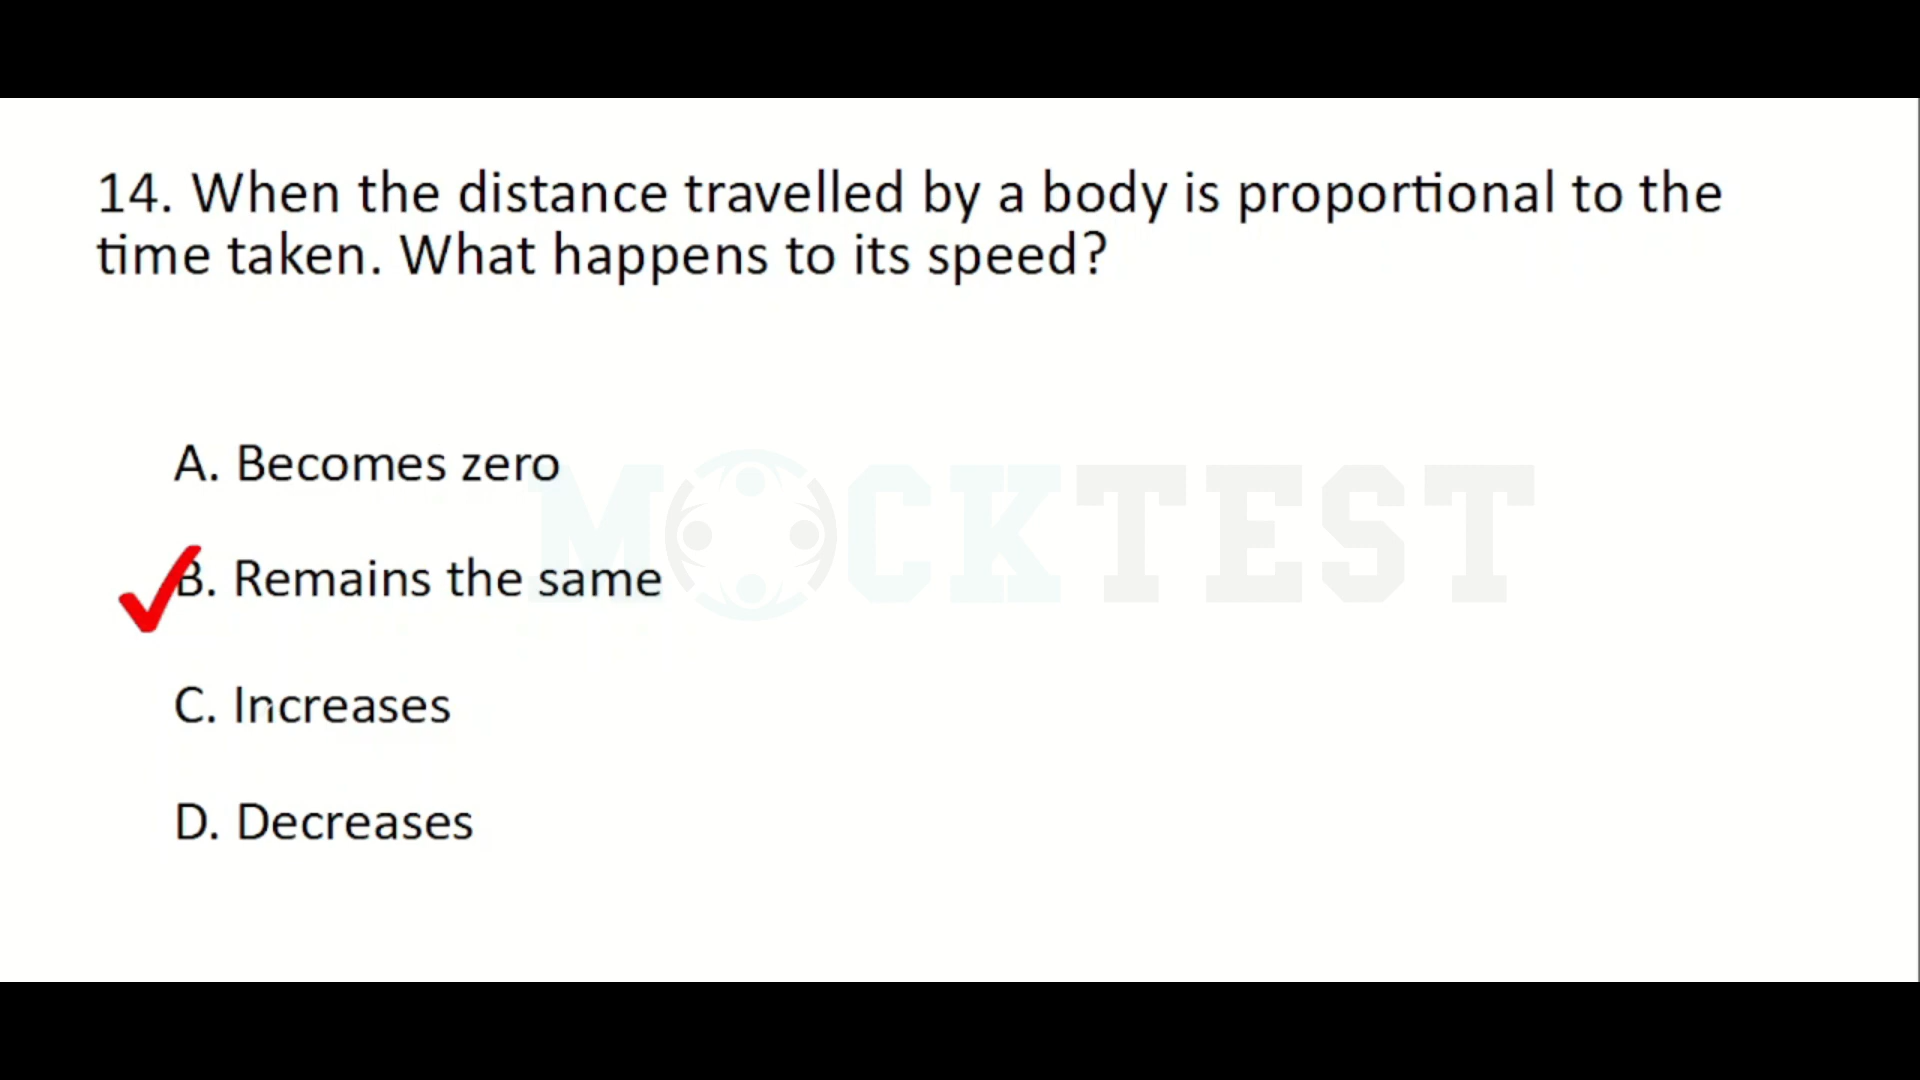 14. When the distance travelled by a body is proportional to the
time taken. What happens to its speed?
A. Becomes zero
MOCKTEST
B. Remains the same
C. Increases
D. Decreases